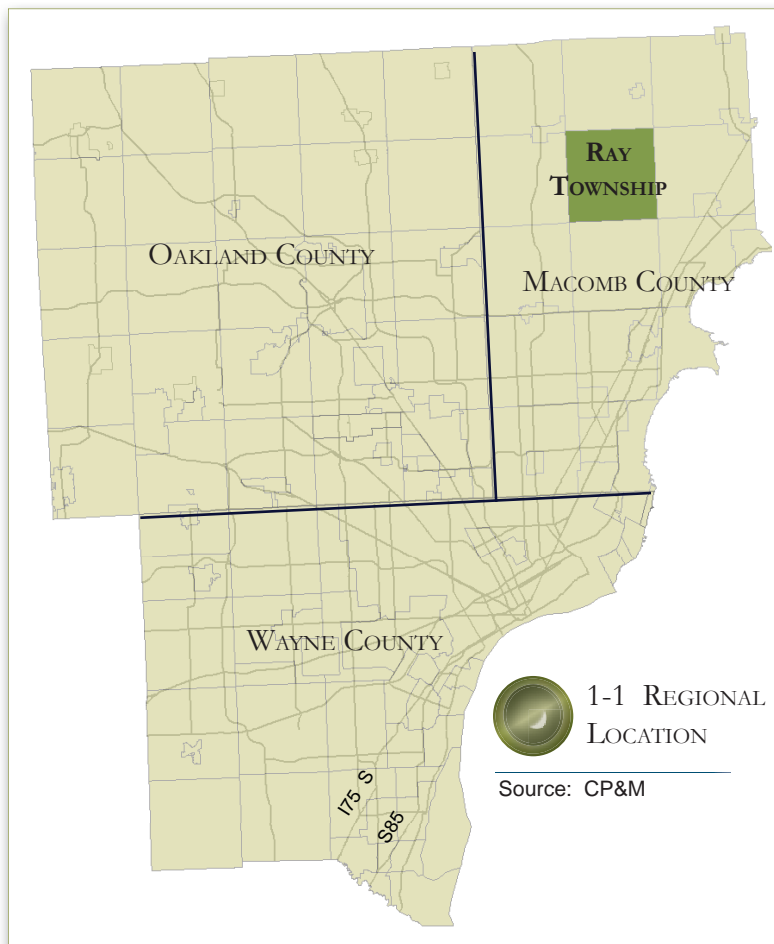 Ray
Township
Oakland County
Macomb County
Wayne County
1-1 Regional
Location
Source: CP&M
I75 S
S85